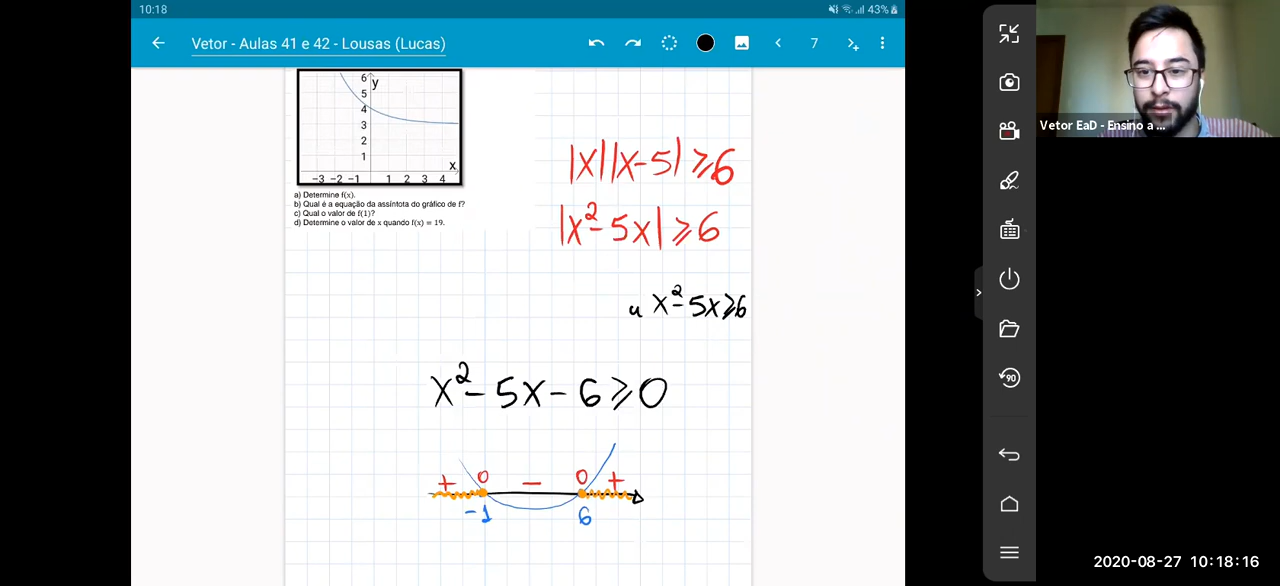 10:18
43%
Vetor - Aulas 41 e 42 - Lousas (Lucas)
7
6 y
5
4
3
2
1
x
-3 -2 -1 1 2 3 4
a) Determine f(x).
b) Qual é a equação da assíntota do gráfico de f?
c) Qual o valor de f(1)?
d) Determine o valor de x quando f(x) = 19.
|x||x-5| ⩾ 6
|x²-5x| ⩾ 6
x²-5x ⩾ 6
x²-5x-6 ⩾ 0
+ 0 - 0 +
-1 6
Vetor EaD - Ensino a ...
90
2020-08-27 10:18:16